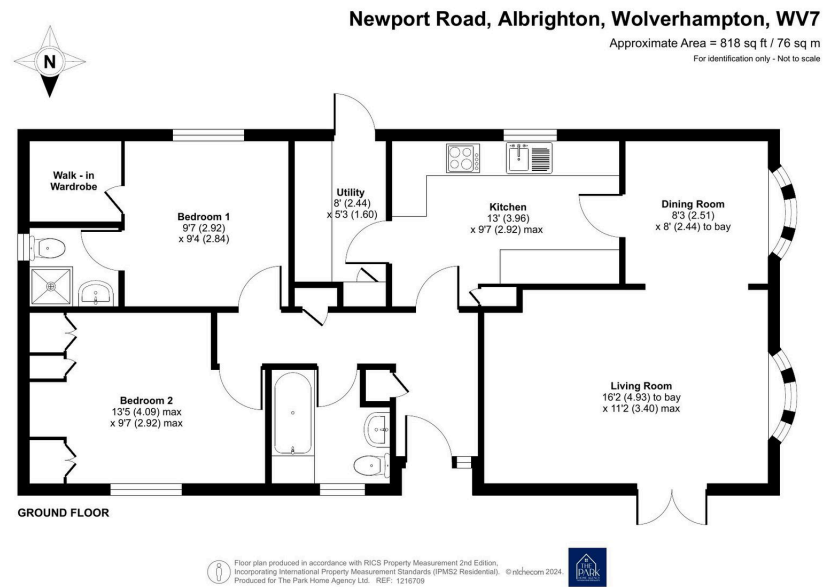 Newport Road, Albrighton, Wolverhampton, WV7
Approximate Area = 818 sq ft / 76 sq m
For identification only - Not to scale
N
Walk - in
Wardrobe
Bedroom 1
9'7 (2.92)
x 9'4 (2.84)
Utility
8' (2.44)
x 5'3 (1.60)
Kitchen
13' (3.96)
x 9'7 (2.92) max
Dining Room
8'3 (2.51)
x 8' (2.44) to bay
Bedroom 2
13'5 (4.09) max
x 9'7 (2.92) max
Living Room
16'2 (4.93) to bay
x 11'2 (3.40) max
GROUND FLOOR
Floor plan produced in accordance with RICS Property Measurement 2nd Edition,
Incorporating International Property Measurement Standards (IPMS2 Residential). © nichecom 2024.
Produced for The Park Home Agency Ltd. REF: 1216709
THE
PARK
HOME AGENCY